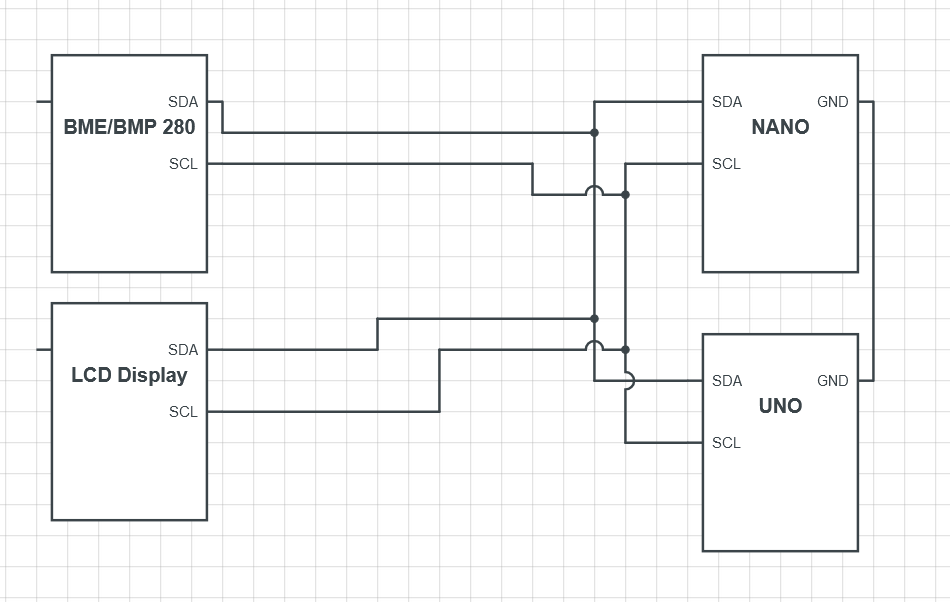 SDA
BME/BMP 280
SCL
SDA
LCD Display
SCL
SDA GND
NANO
SCL
SDA GND
UNO
SCL